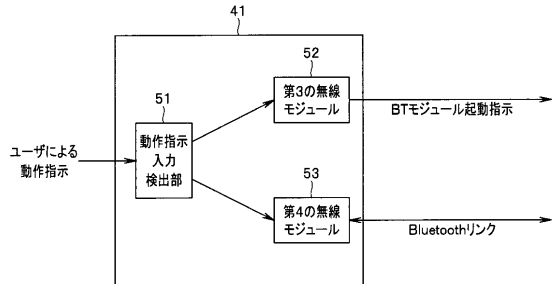 41
51
52
第3の無線
モジュール
BTモジュール起動指示
ユーザによる
動作指示
動作指示
入力
検出部
53
第4の無線
モジュール
Bluetoothリンク